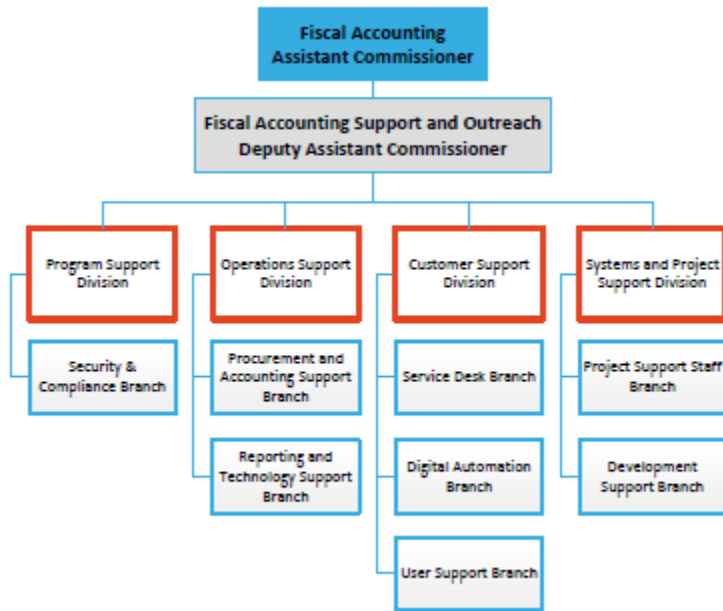 Fiscal Accounting
Assistant Commissioner
Fiscal Accounting Support and Outreach
Deputy Assistant Commissioner
Program Support
Division
Operations Support
Division
Customer Support
Division
Systems and Project
Support Division
Security &
Compliance Branch
Procurement and
Accounting Support
Branch
Service Desk Branch
Project Support Staff
Branch
Reporting and
Technology Support
Branch
Digital Automation
Branch
Development
Support Branch
User Support Branch